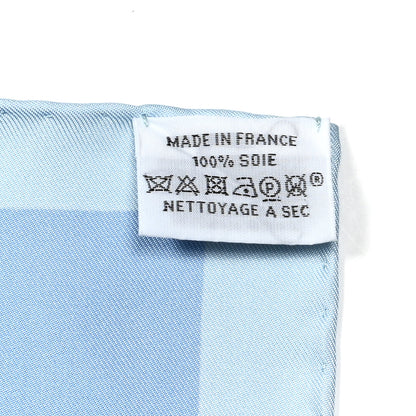 MADE IN FRANCE
100% SOIE
®
NETTOYAGE A SEC